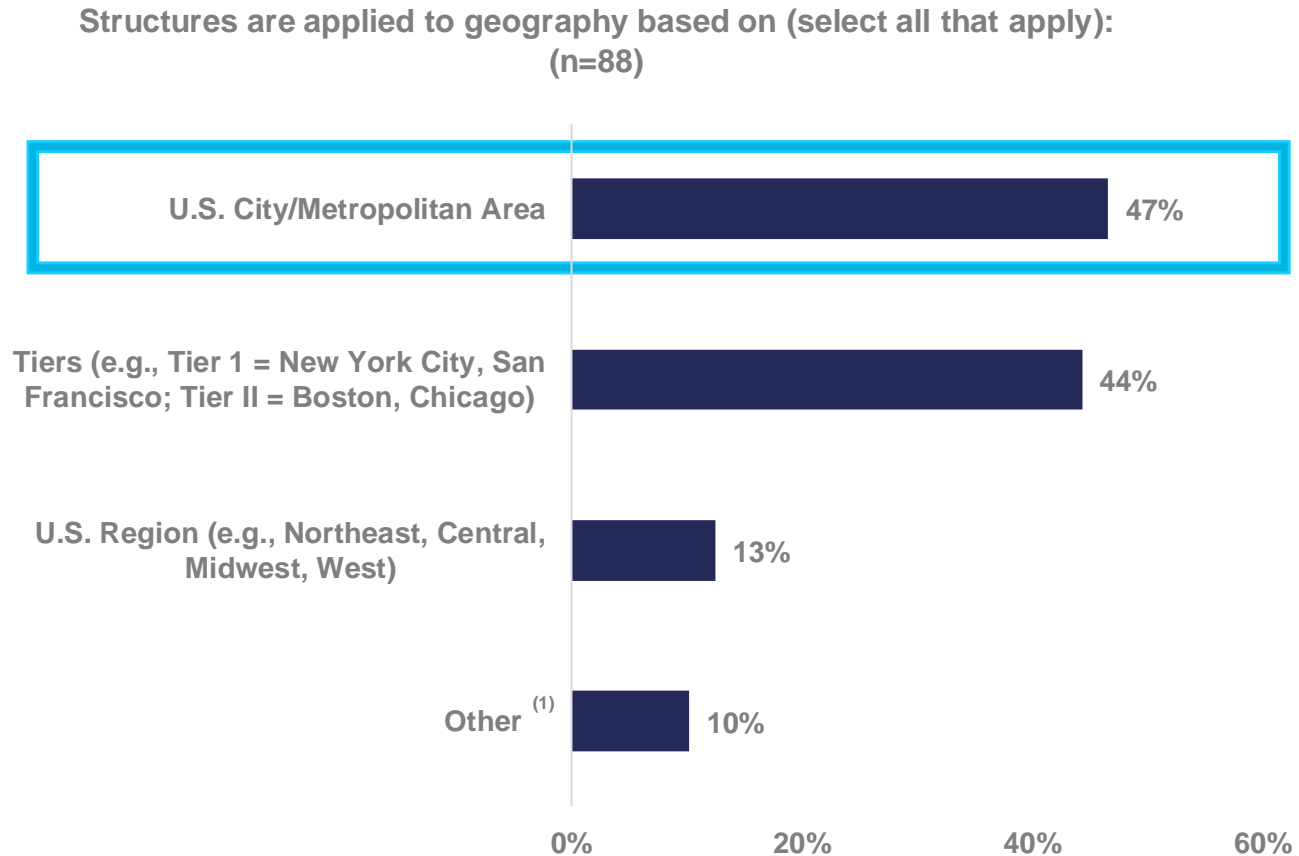 Structures are applied to geography based on (select all that apply):
(n=88)
U.S. City/Metropolitan Area
47%
Tiers (e.g., Tier 1 = New York City, San
Francisco; Tier II = Boston, Chicago)
44%
U.S. Region (e.g., Northeast, Central,
Midwest, West)
13%
Other (1)
10%
0% 20% 40% 60%